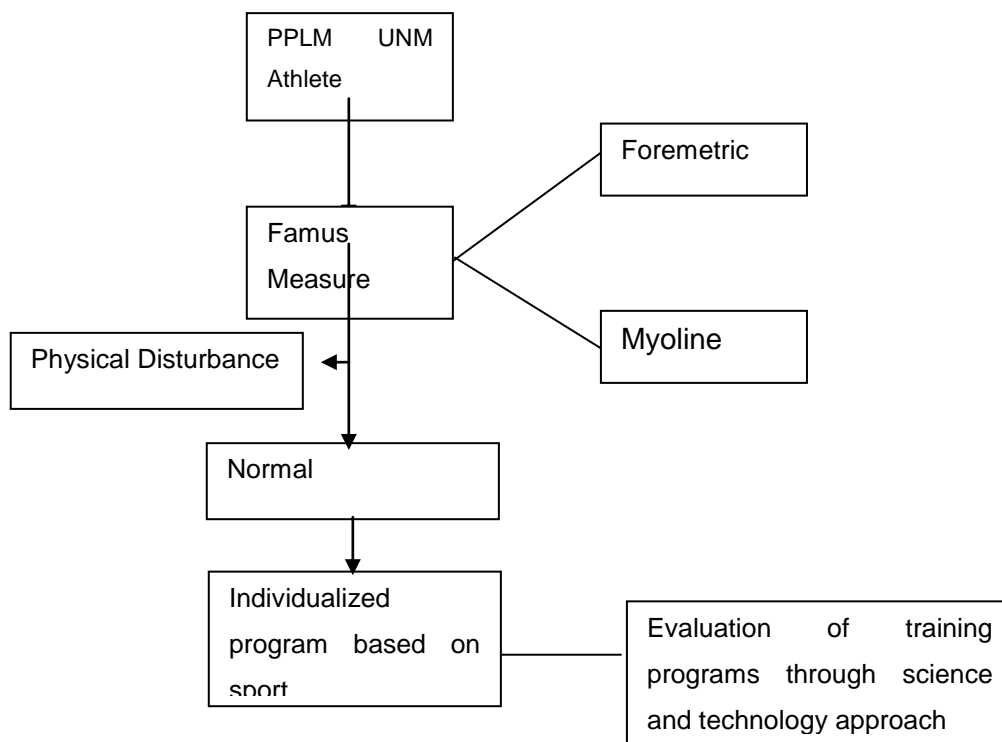 PPLM UNM
Athlete
Foremetric
Famus
Measure
Myoline
Physical Disturbance
Normal
Individualized
program based on
sport
Evaluation of training
programs through science
and technology approach